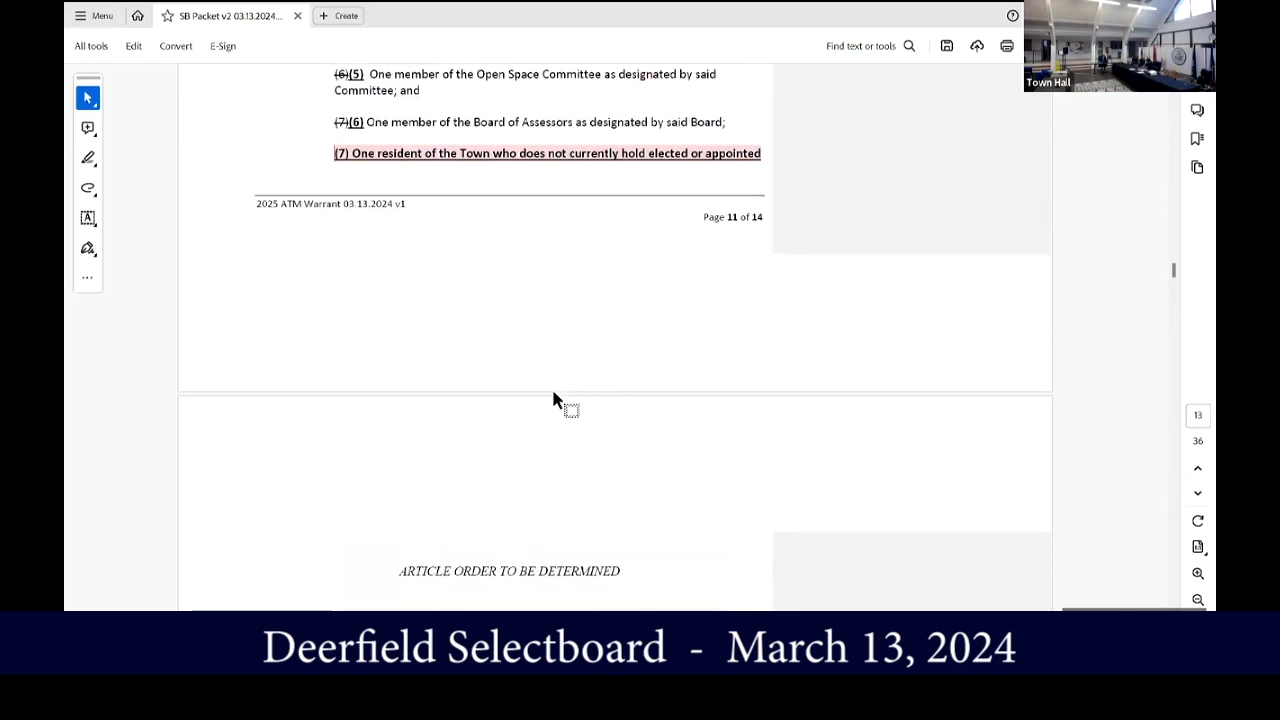 Menu
SB Packet v2 03.13.2024...
Create
All tools
Edit
Convert
E-Sign
Find text or tools
Town Hall
(6)(5) One member of the Open Space Committee as designated by said
Committee; and
(7)(6) One member of the Board of Assessors as designated by said Board;
(7) One resident of the Town who does not currently hold elected or appointed
2025 ATM Warrant 03.13.2024 v1
Page 11 of 14
13
36
ARTICLE ORDER TO BE DETERMINED
Deerfield Selectboard - March 13, 2024